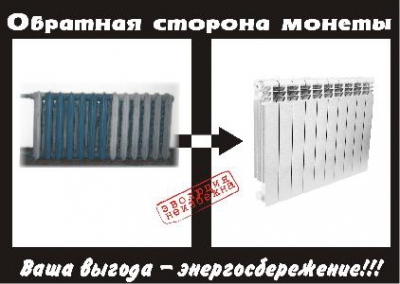 Обратная сторона монеты
эволюция
неизбежна
Ваша выгода – энергосбережение!!!